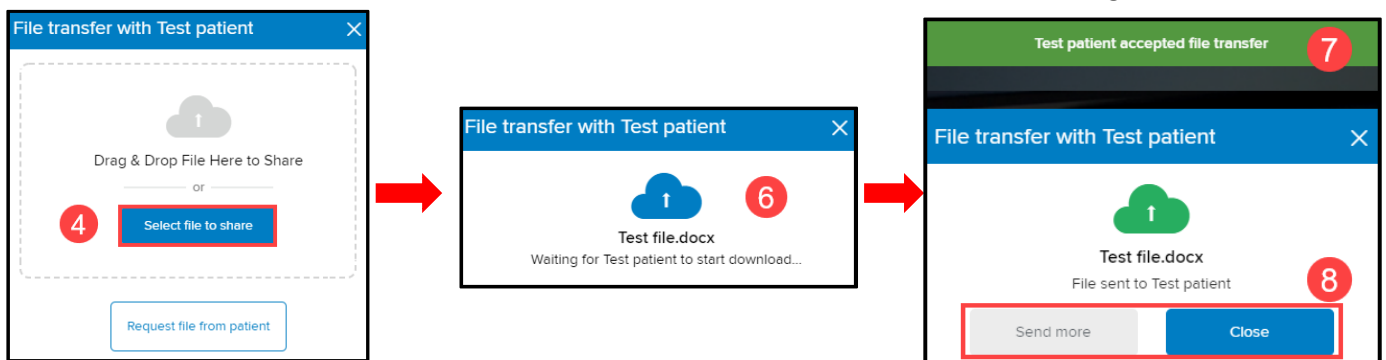 File transfer with Test patient
Drag & Drop File Here to Share
or
4
Select file to share
Request file from patient
File transfer with Test patient
6
Test file.docx
Waiting for Test patient to start download...
Test patient accepted file transfer
7
File transfer with Test patient
Test file.docx
File sent to Test patient
8
Send more
Close